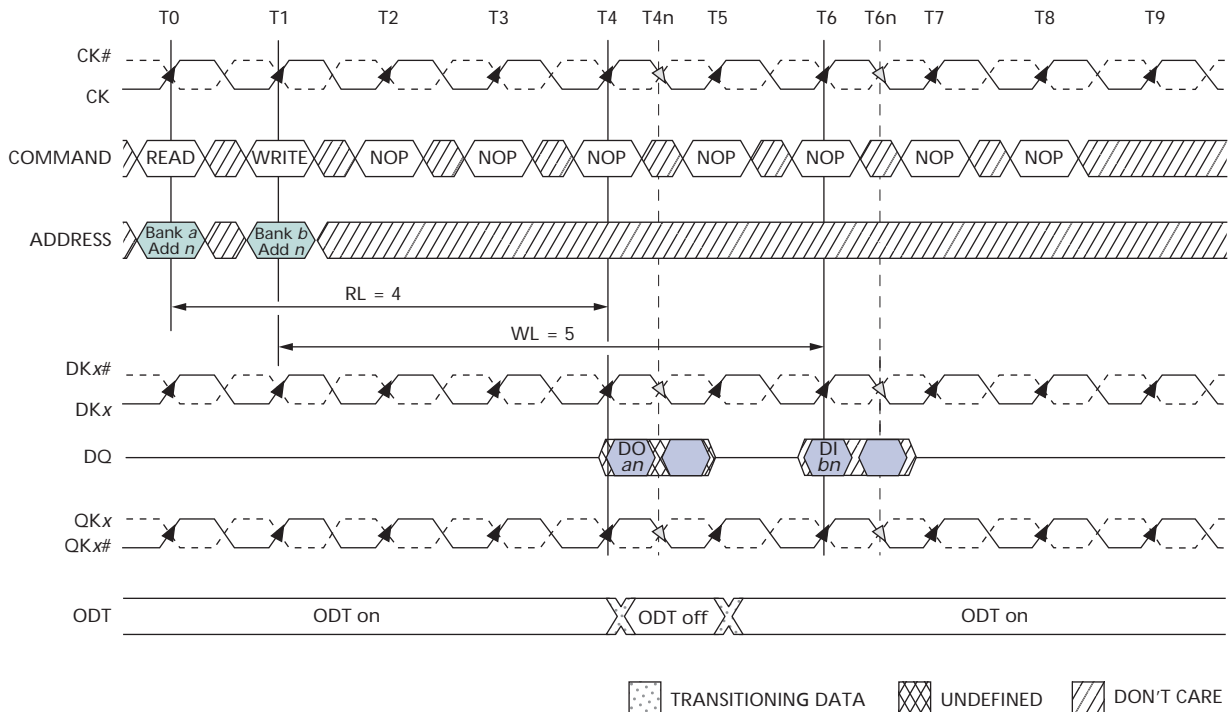 T0 T1 T2 T3 T4 T4n T5 T6 T6n T7 T8 T9
CK#
CK
COMMAND READ WRITE NOP NOP NOP NOP NOP NOP NOP
ADDRESS Bank a Add n Bank b Add n
RL = 4
WL = 5
DKx#
DKx
DQ DO an DI bn
QKx
QKx#
ODT ODT on ODT off ODT on
TRANSITIONING DATA UNDEFINED DON'T CARE